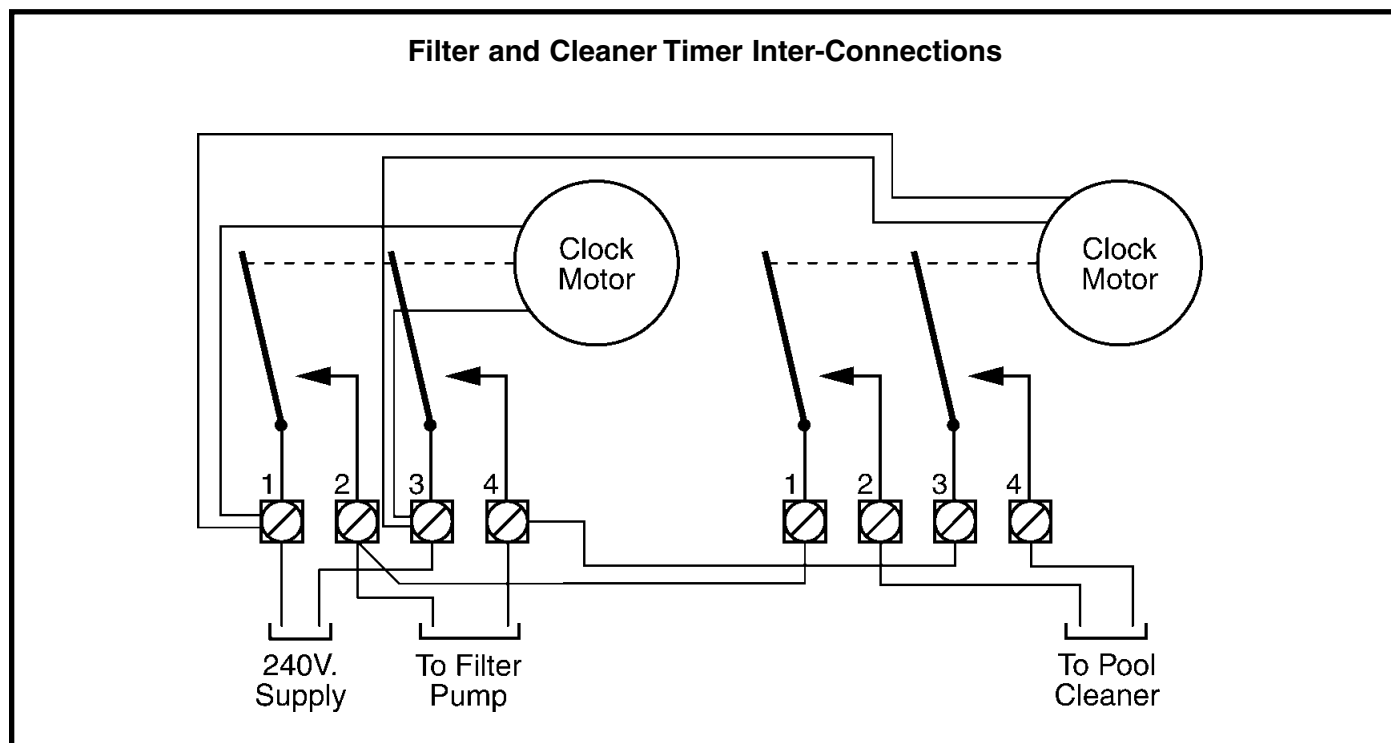 Filter and Cleaner Timer Inter-Connections
Clock
Motor
Clock
Motor
1 2 3 4
1 2 3 4
240V.
Supply
To Filter
Pump
To Pool
Cleaner